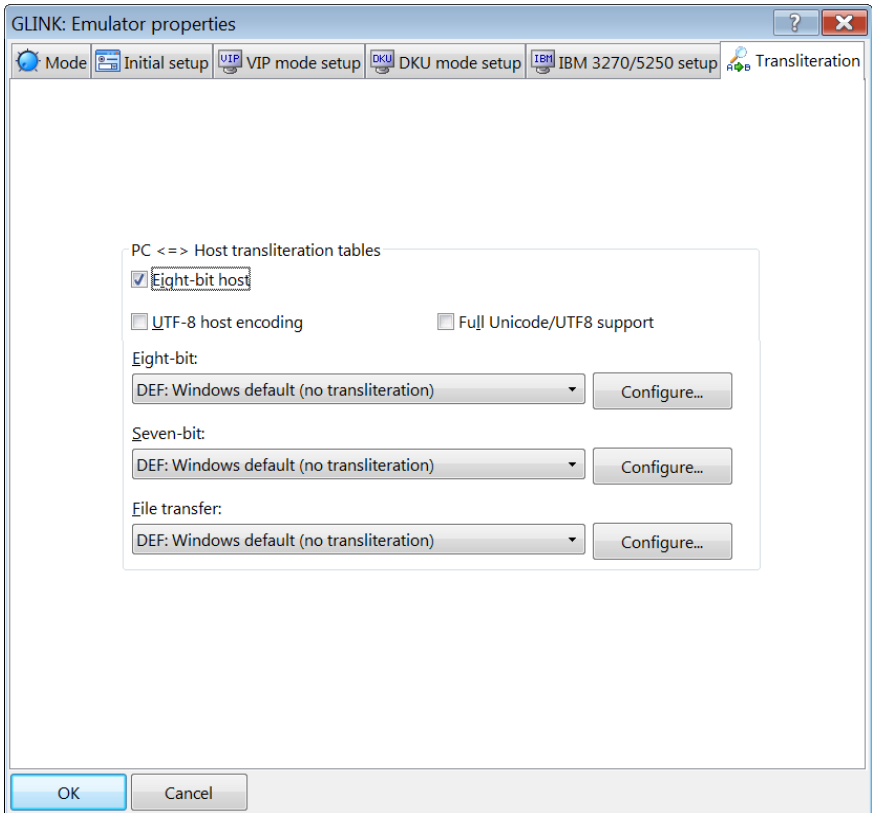 GLINK: Emulator properties
Mode Initial setup VIP VIP mode setup DKU DKU mode setup IBM IBM 3270/5250 setup A B Transliteration
PC <=> Host transliteration tables
Eight-bit host
UTF-8 host encoding Full Unicode/UTF8 support
Eight-bit:
DEF: Windows default (no transliteration) Configure...
Seven-bit:
DEF: Windows default (no transliteration) Configure...
File transfer:
DEF: Windows default (no transliteration) Configure...
OK Cancel